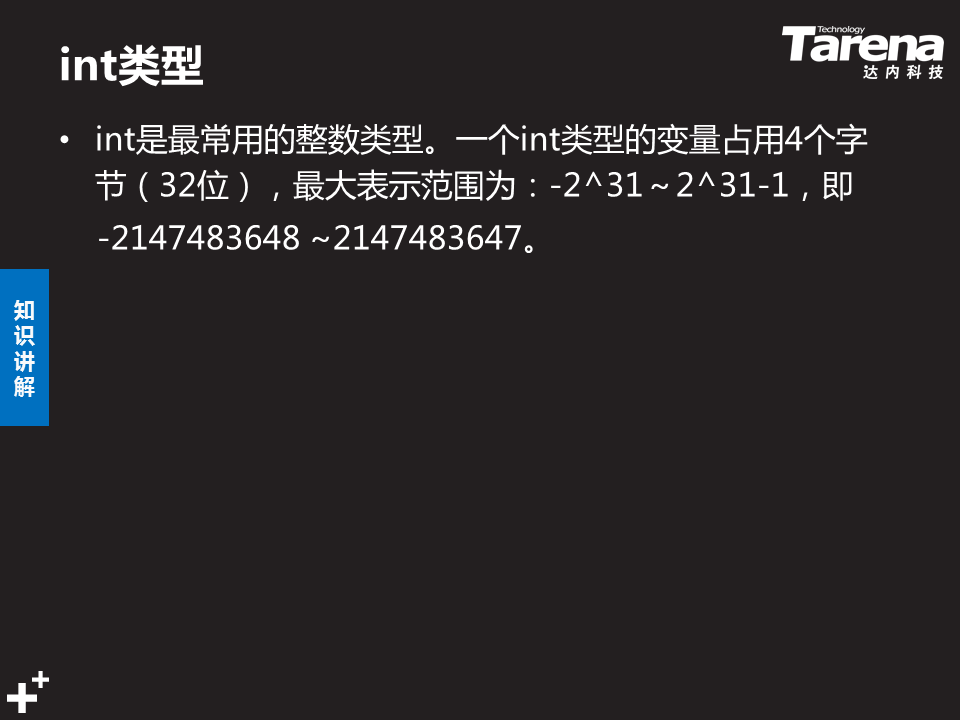 int类型
Technology
Tarena
达内科技
• int是最常用的整数类型。一个int类型的变量占用4个字
节（32位），最大表示范围为：-2^31～2^31-1，即
-2147483648 ~2147483647。
知
识
讲
解